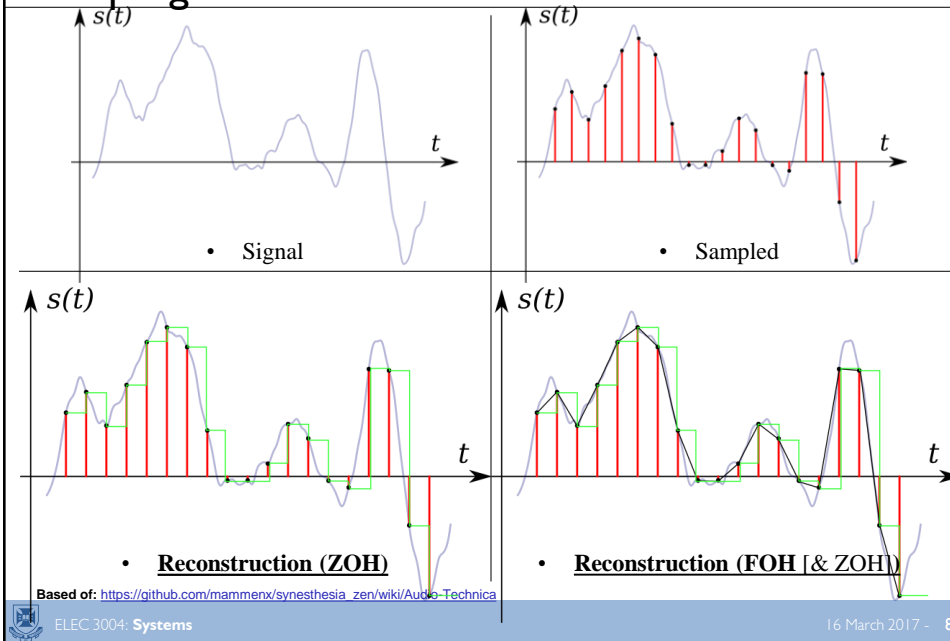 s(t)
t
• Signal
s(t)
t
• Sampled
s(t)
t
• Reconstruction (ZOH)
s(t)
t
• Reconstruction (FOH [& ZOH])
Based of: https://github.com/mammenx/synesthesia_zen/wiki/Audio-Technica
ELEC 3004: Systems
16 March 2017 -